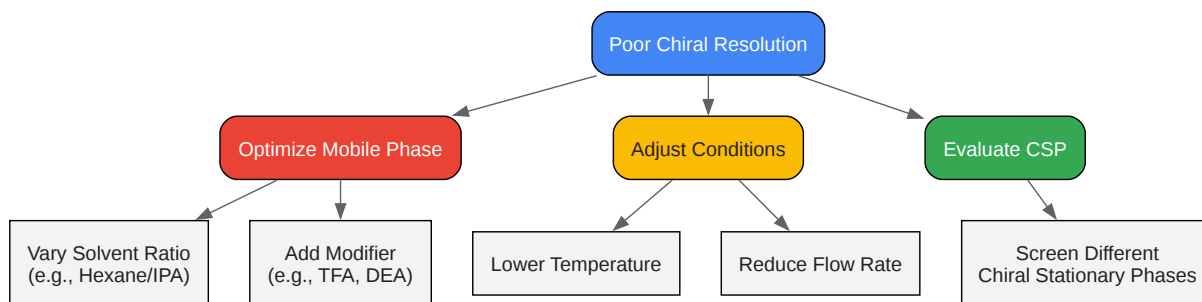 Poor Chiral Resolution
Optimize Mobile Phase
Adjust Conditions
Evaluate CSP
Vary Solvent Ratio
(e.g., Hexane/IPA)
Add Modifier
(e.g., TFA, DEA)
Lower Temperature
Reduce Flow Rate
Screen Different
Chiral Stationary Phases